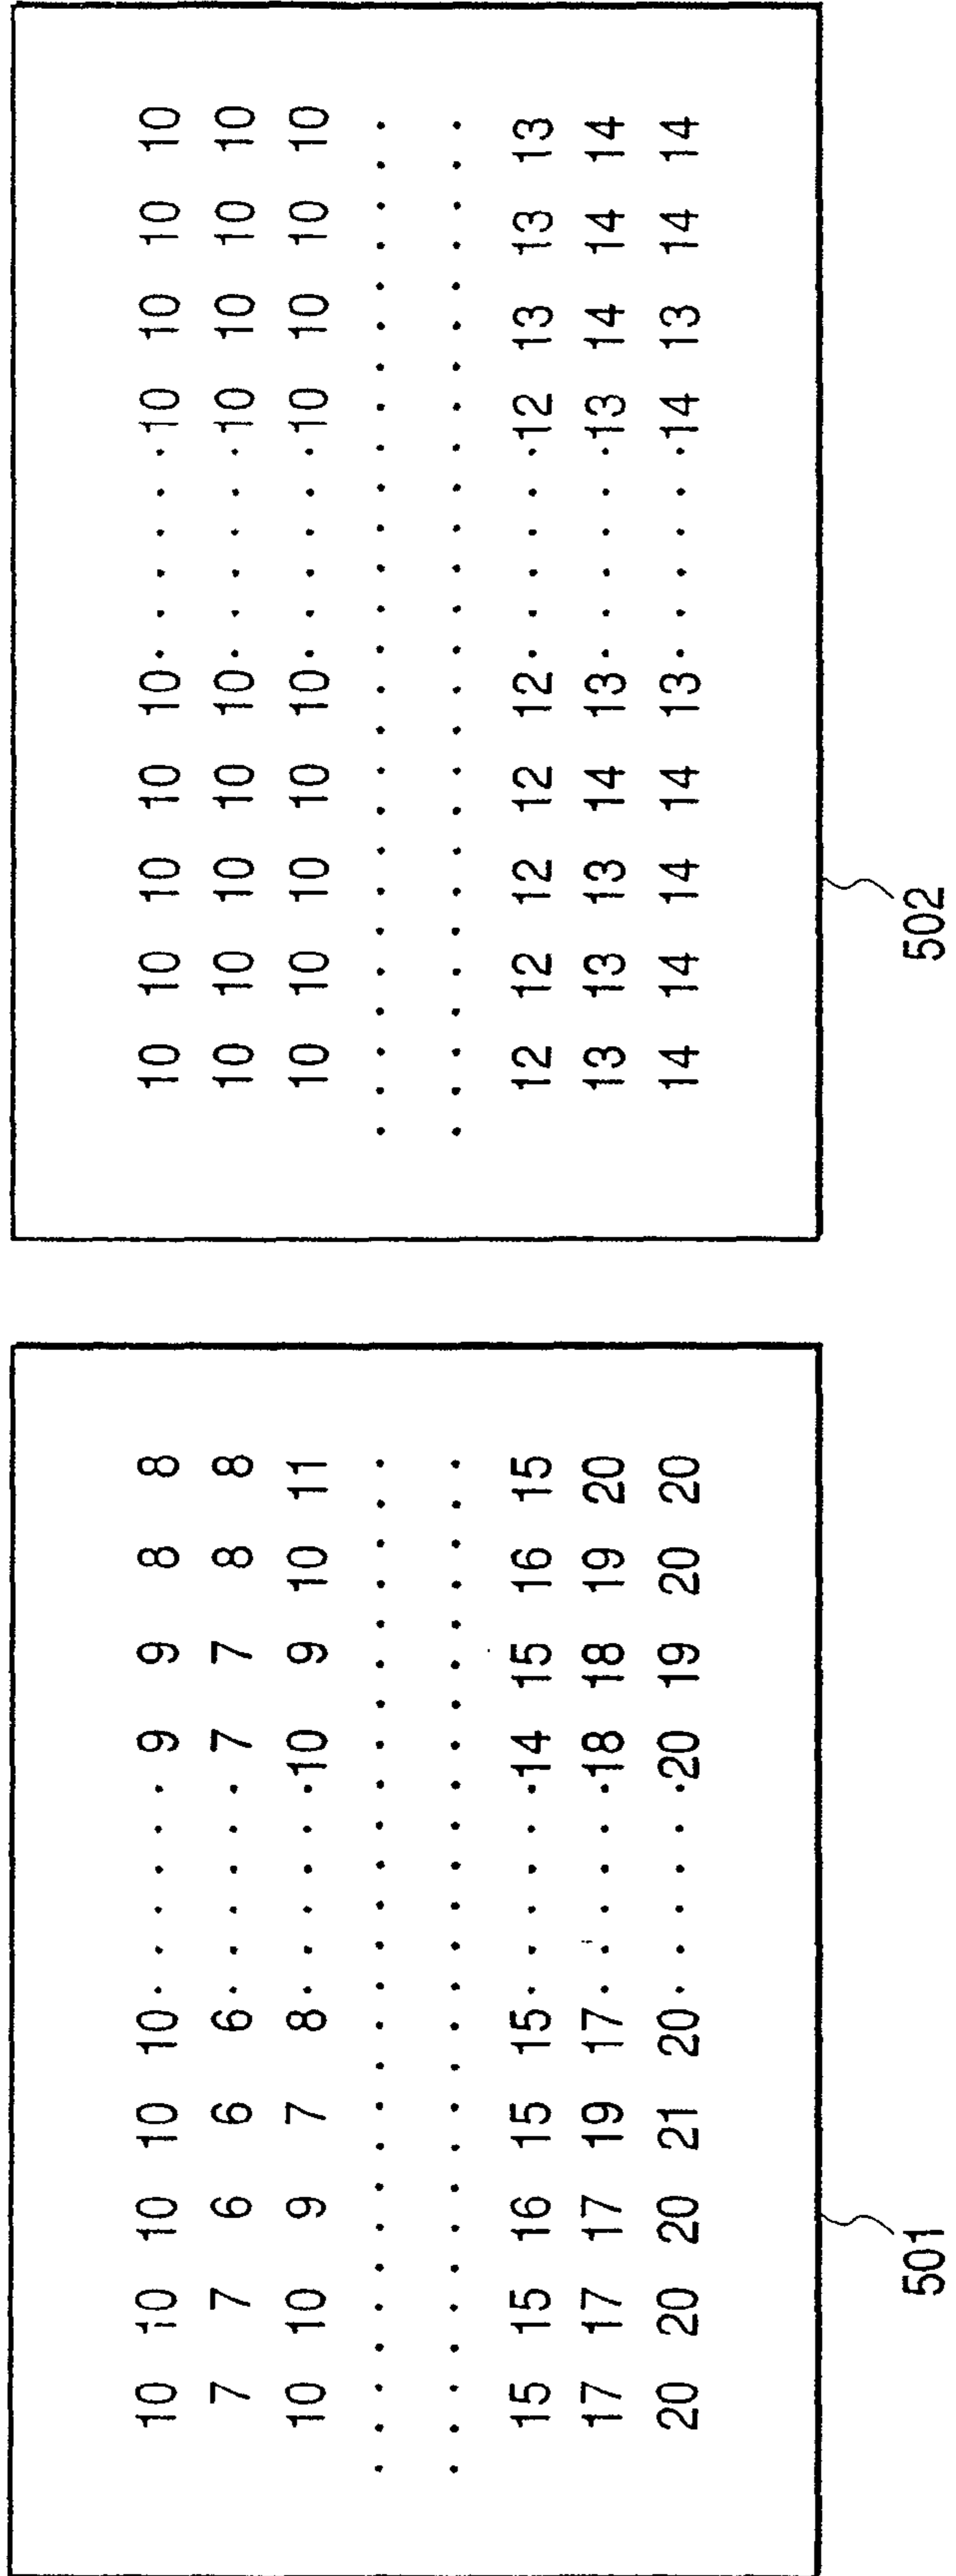 10 10 10 10 10 . . . . . . 9 9 8 8
7 7 6 6 6 . . . . . . 7 7 8 8
10 10 9 7 8 . . . . . . 10 9 10 11
. . . . . . . . . . . . . . . . . . . . . . . . . .
. . . . . . . . . . . . . . . . . . . . . . . . . .
15 15 16 15 15 . . . . . . 14 15 16 15
17 17 17 19 17 . . . . . . 18 18 19 20
20 20 20 21 20 . . . . . . 20 19 20 20
501
10 10 10 10 10 . . . . . . 10 10 10 10
10 10 10 10 10 . . . . . . 10 10 10 10
10 10 10 10 10 . . . . . . 10 10 10 10
. . . . . . . . . . . . . . . . . . . . . . . . . .
. . . . . . . . . . . . . . . . . . . . . . . . . .
12 12 12 12 12 . . . . . . 12 13 13 13
13 13 13 14 13 . . . . . . 13 14 14 14
14 14 14 14 13 . . . . . . 14 13 14 14
502